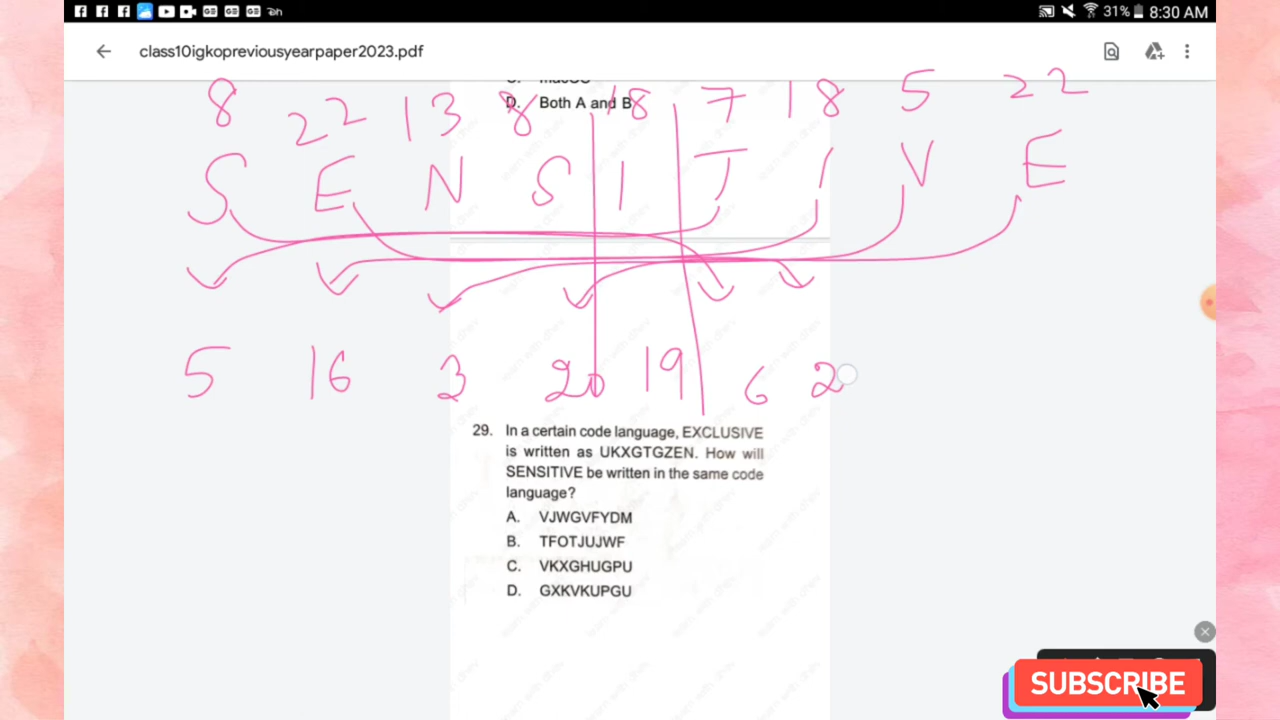 31% 8:30 AM
class10igkopreviousyearpaper2023.pdf
D. Both A and B
8 22 13 8 18 7 18 5 22
S E N S I T I V E
5 16 3 20 19 6 2
29. In a certain code language, EXCLUSIVE
is written as UKXGTGZEN. How will
SENSITIVE be written in the same code
language?
A. VJWGVFYDM
B. TFOTJUJWF
C. VKXGHUGPU
D. GXKVKUPGU
SUBSCRIBE